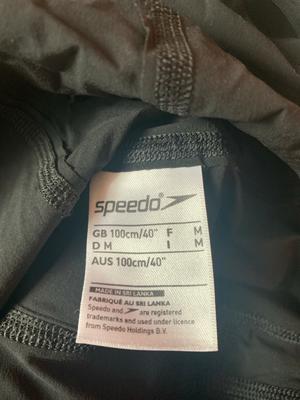 speedo
GB 100cm/40" F M
D M I M
AUS 100cm/40"
MADE IN SRI LANKA
FABRIQUÉ AU SRI LANKA
Speedo and are registered
trademarks and used under licence
from Speedo Holdings B.V.